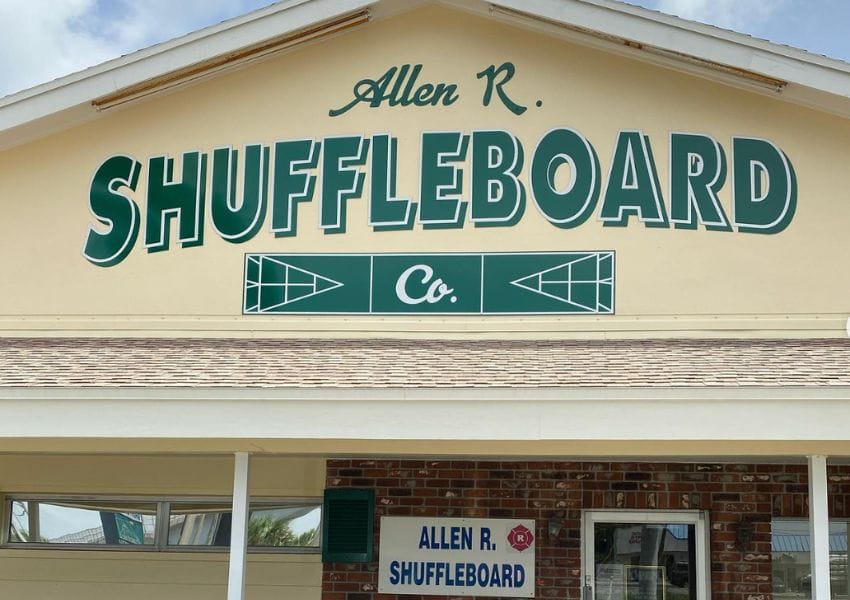 Allen R.
SHUFFLEBOARD
Co.
ALLEN R.
R
SHUFFLEBOARD